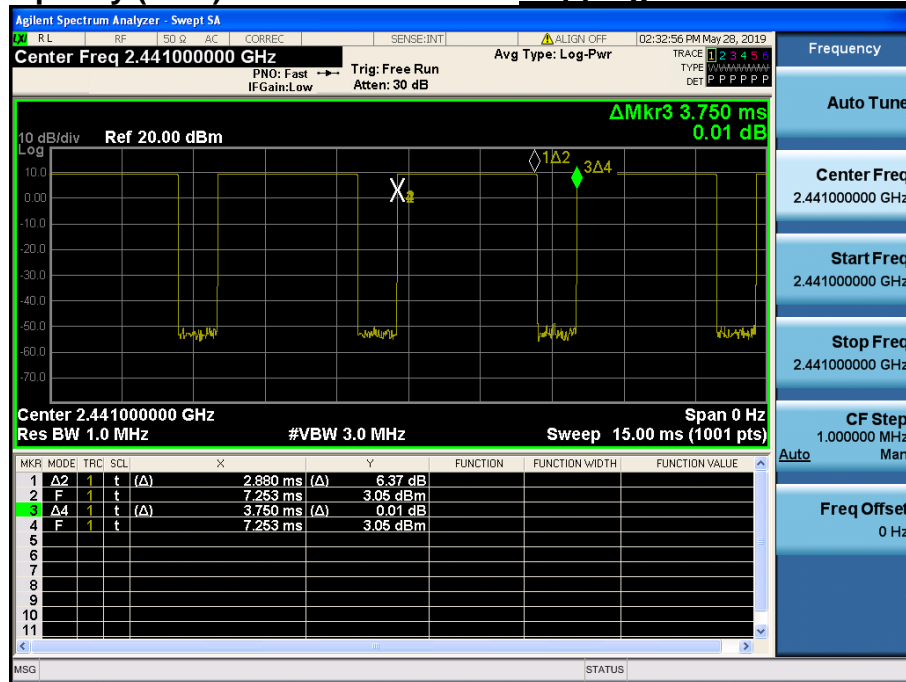 Agilent Spectrum Analyzer - Swept SA
LXI RL RF 50 Ω AC CORREC SENSE:INT ALIGN OFF 02:32:56 PM May 28, 2019
Center Freq 2.441000000 GHz
PNO: Fast
IFGain:Low
Trig: Free Run
Atten: 30 dB
Avg Type: Log-Pwr
TRACE 1 2 3 4 5 6
TYPE WWWWWW
DET P P P P P P
ΔMkr3 3.750 ms
0.01 dB
10 dB/div Ref 20.00 dBm
Log
1Δ2
3Δ4
10.0
0.00
-10.0
-20.0
-30.0
-40.0
-50.0
-60.0
-70.0
Center 2.441000000 GHz Span 0 Hz
Res BW 1.0 MHz #VBW 3.0 MHz Sweep 15.00 ms (1001 pts)
MKR MODE TRC SCL X Y FUNCTION FUNCTION WIDTH FUNCTION VALUE
1 Δ2 1 t (Δ) 2.880 ms (Δ) 6.37 dB
2 F 1 t 7.253 ms 3.05 dBm
3 Δ4 1 t (Δ) 3.750 ms (Δ) 0.01 dB
4 F 1 t 7.253 ms 3.05 dBm
5
6
7
8
9
10
11
MSG STATUS
Frequency
Auto Tune
Center Freq
2.441000000 GHz
Start Freq
2.441000000 GHz
Stop Freq
2.441000000 GHz
CF Step
1.000000 MHz
Auto Man
Freq Offset
0 Hz